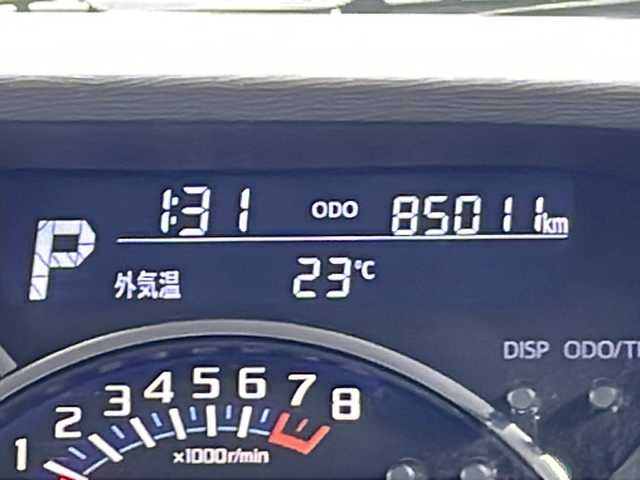 1:31 ODO 85011km
P
外気温 23℃
DISP ODO/T
1 2 3 4 5 6 7 8
×1000r/min